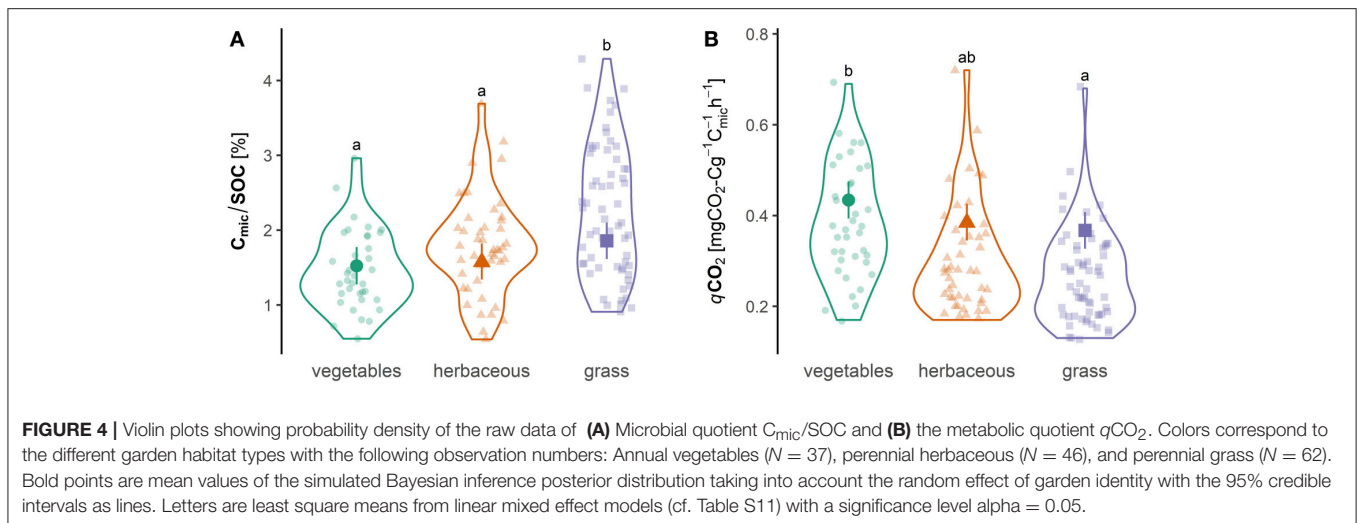 A
b
a
a
4
3
2
1
C_mic/SOC [%]
vegetables herbaceous grass
B
b
ab
a
0.8
0.6
0.4
0.2
qCO₂ [mgCO₂-Cg⁻¹C⁻¹_mic h⁻¹]
vegetables herbaceous grass
FIGURE 4 | Violin plots showing probability density of the raw data of (A) Microbial quotient C_mic/SOC and (B) the metabolic quotient qCO₂. Colors correspond to
the different garden habitat types with the following observation numbers: Annual vegetables (N = 37), perennial herbaceous (N = 46), and perennial grass (N = 62).
Bold points are mean values of the simulated Bayesian inference posterior distribution taking into account the random effect of garden identity with the 95% credible
intervals as lines. Letters are least square means from linear mixed effect models (cf. Table S11) with a significance level alpha = 0.05.